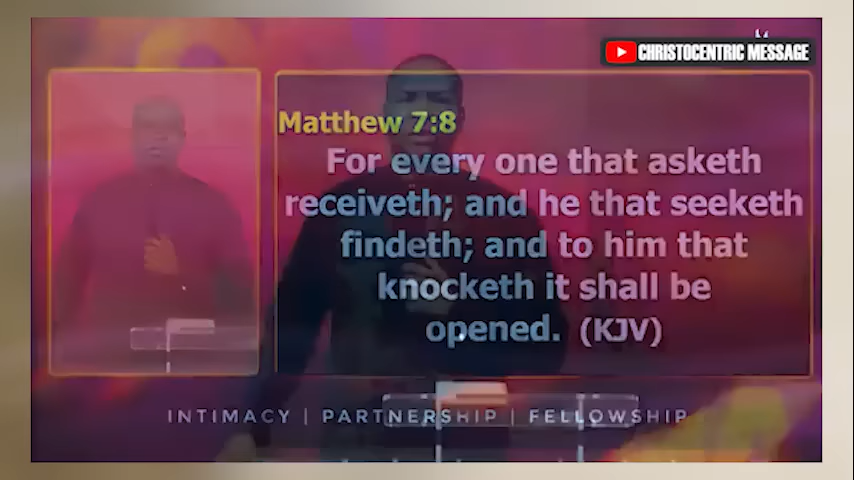 CHRISTOCENTRIC MESSAGE
Matthew 7:8
For every one that asketh
receiveth; and he that seeketh
findeth; and to him that
knocketh it shall be
opened. (KJV)
INTIMACY | PARTNERSHIP | FELLOWSHIP